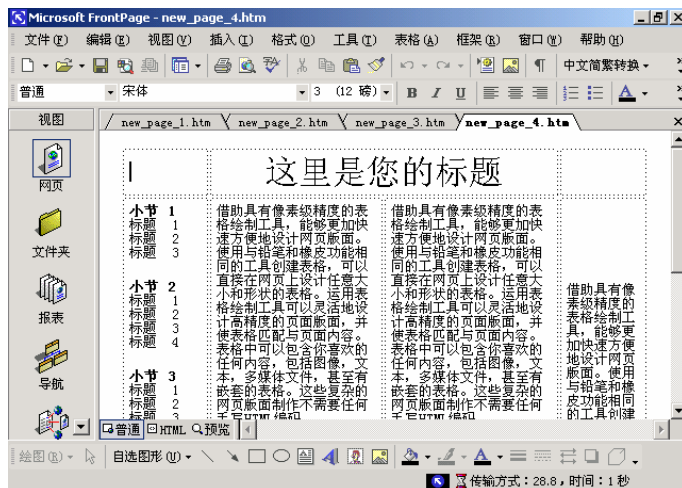 Microsoft FrontPage - new_page_4.htm
文件(F) 编辑(E) 视图(V) 插入(I) 格式(O) 工具(T) 表格(A) 框架(R) 窗口(W) 帮助(H)
中文简繁转换
普通 宋体 3 (12 磅) B I U A
视图 new_page_1.htm new_page_2.htm new_page_3.htm new_page_4.htm
网页
文件夹
报表
导航
这里是您的标题
小节 1
标题 1
标题 2
标题 3
小节 2
标题 1
标题 2
标题 3
标题 4
小节 3
标题 1
标题 2
标题 3
借助具有像素级精度的表
格绘制工具，能够更加快
速方便地设计网页版面。
使用与铅笔和橡皮功能相
同的工具创建表格，可以
直接在网页上设计任意大
小和形状的表格。运用表
格绘制工具可以灵活地设
计高精度的页面版面，并
使表格匹配与页面内容。
表格中可以包含你喜欢的
任何内容，包括图像，文
本，多媒体文件，甚至有
嵌套的表格。这些复杂的
网页版面制作不需要任何
手写HTML编码
借助具有像素级精度的表
格绘制工具，能够更加快
速方便地设计网页版面。
使用与铅笔和橡皮功能相
同的工具创建表格，可以
直接在网页上设计任意大
小和形状的表格。运用表
格绘制工具可以灵活地设
计高精度的页面版面，并
使表格匹配与页面内容。
表格中可以包含你喜欢的
任何内容，包括图像，文
本，多媒体文件，甚至有
嵌套的表格。这些复杂的
网页版面制作不需要任何
手写HTML编码
借助具有像
素级精度的
表格绘制工
具，能够更
加快速方便
地设计网页
版面。使用
与铅笔和橡
皮功能相同
的工具创建
普通 HTML 预览
绘图(R) 自选图形(U) A
传输方式：28.8，时间：1秒